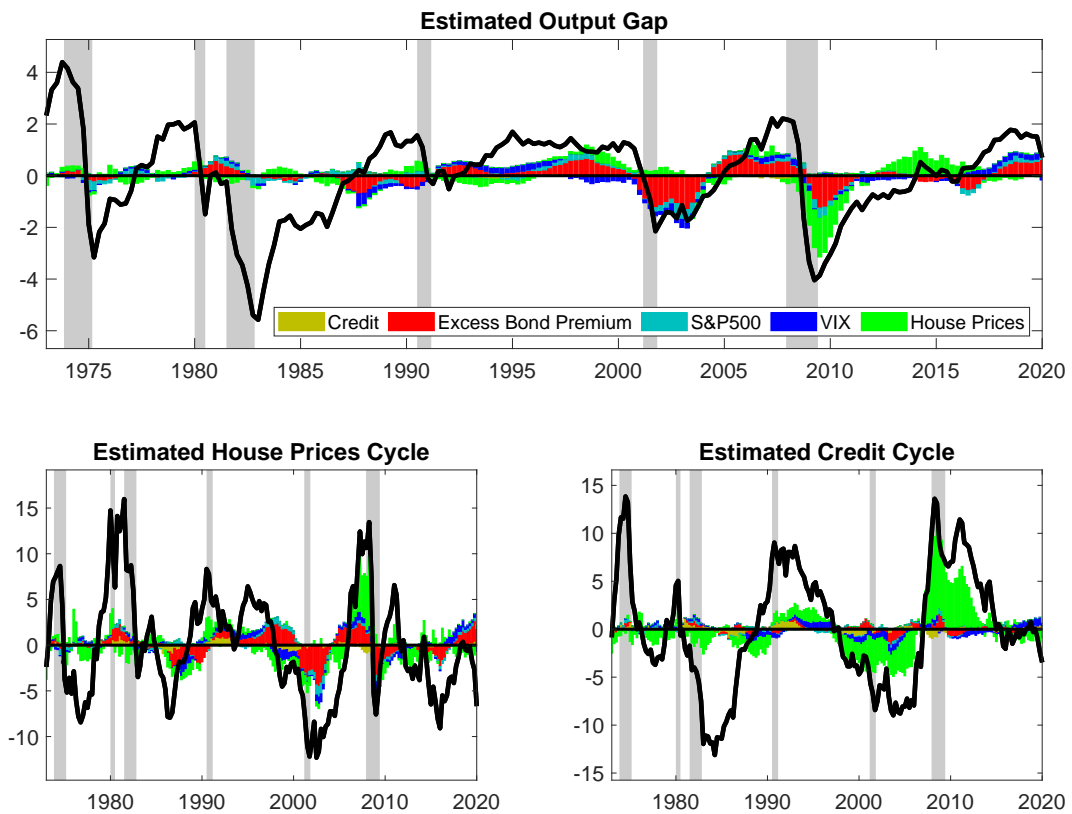 Estimated Output Gap
4
2
0
-2
-4
-6
Credit Excess Bond Premium S&P500 VIX House Prices
1975 1980 1985 1990 1995 2000 2005 2010 2015 2020
Estimated House Prices Cycle
15
10
5
0
-5
-10
1980 1990 2000 2010 2020
Estimated Credit Cycle
15
10
5
0
-5
-10
-15
1980 1990 2000 2010 2020